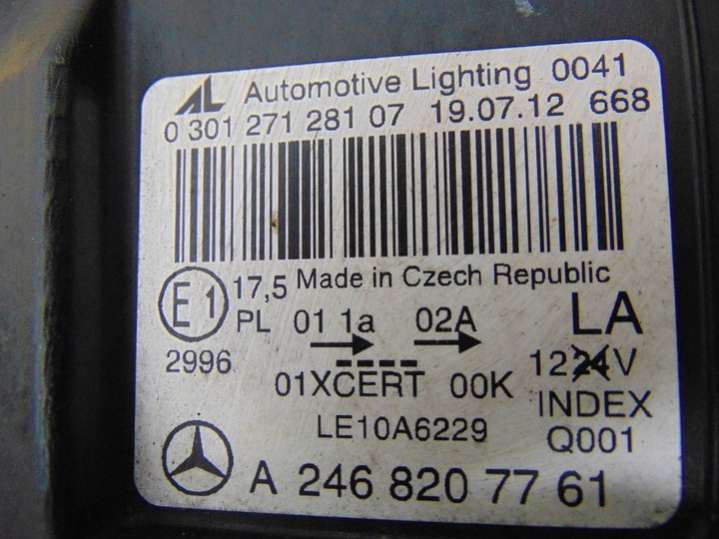 AL Automotive Lighting 0041
0 301 271 281 07 19.07.12 668
E1 17,5 Made in Czech Republic
PL 01 1a 02A LA
2996 01XCERT 00K 1224V
LE10A6229 INDEX
Q001
A 246 820 77 61